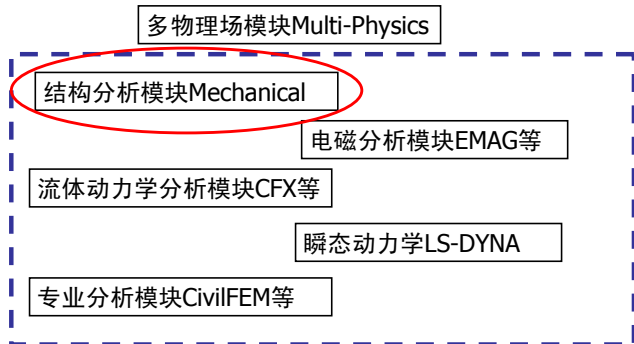 多物理场模块Multi-Physics
结构分析模块Mechanical
电磁分析模块EMAG等
流体动力学分析模块CFX等
瞬态动力学LS-DYNA
专业分析模块CivilFEM等